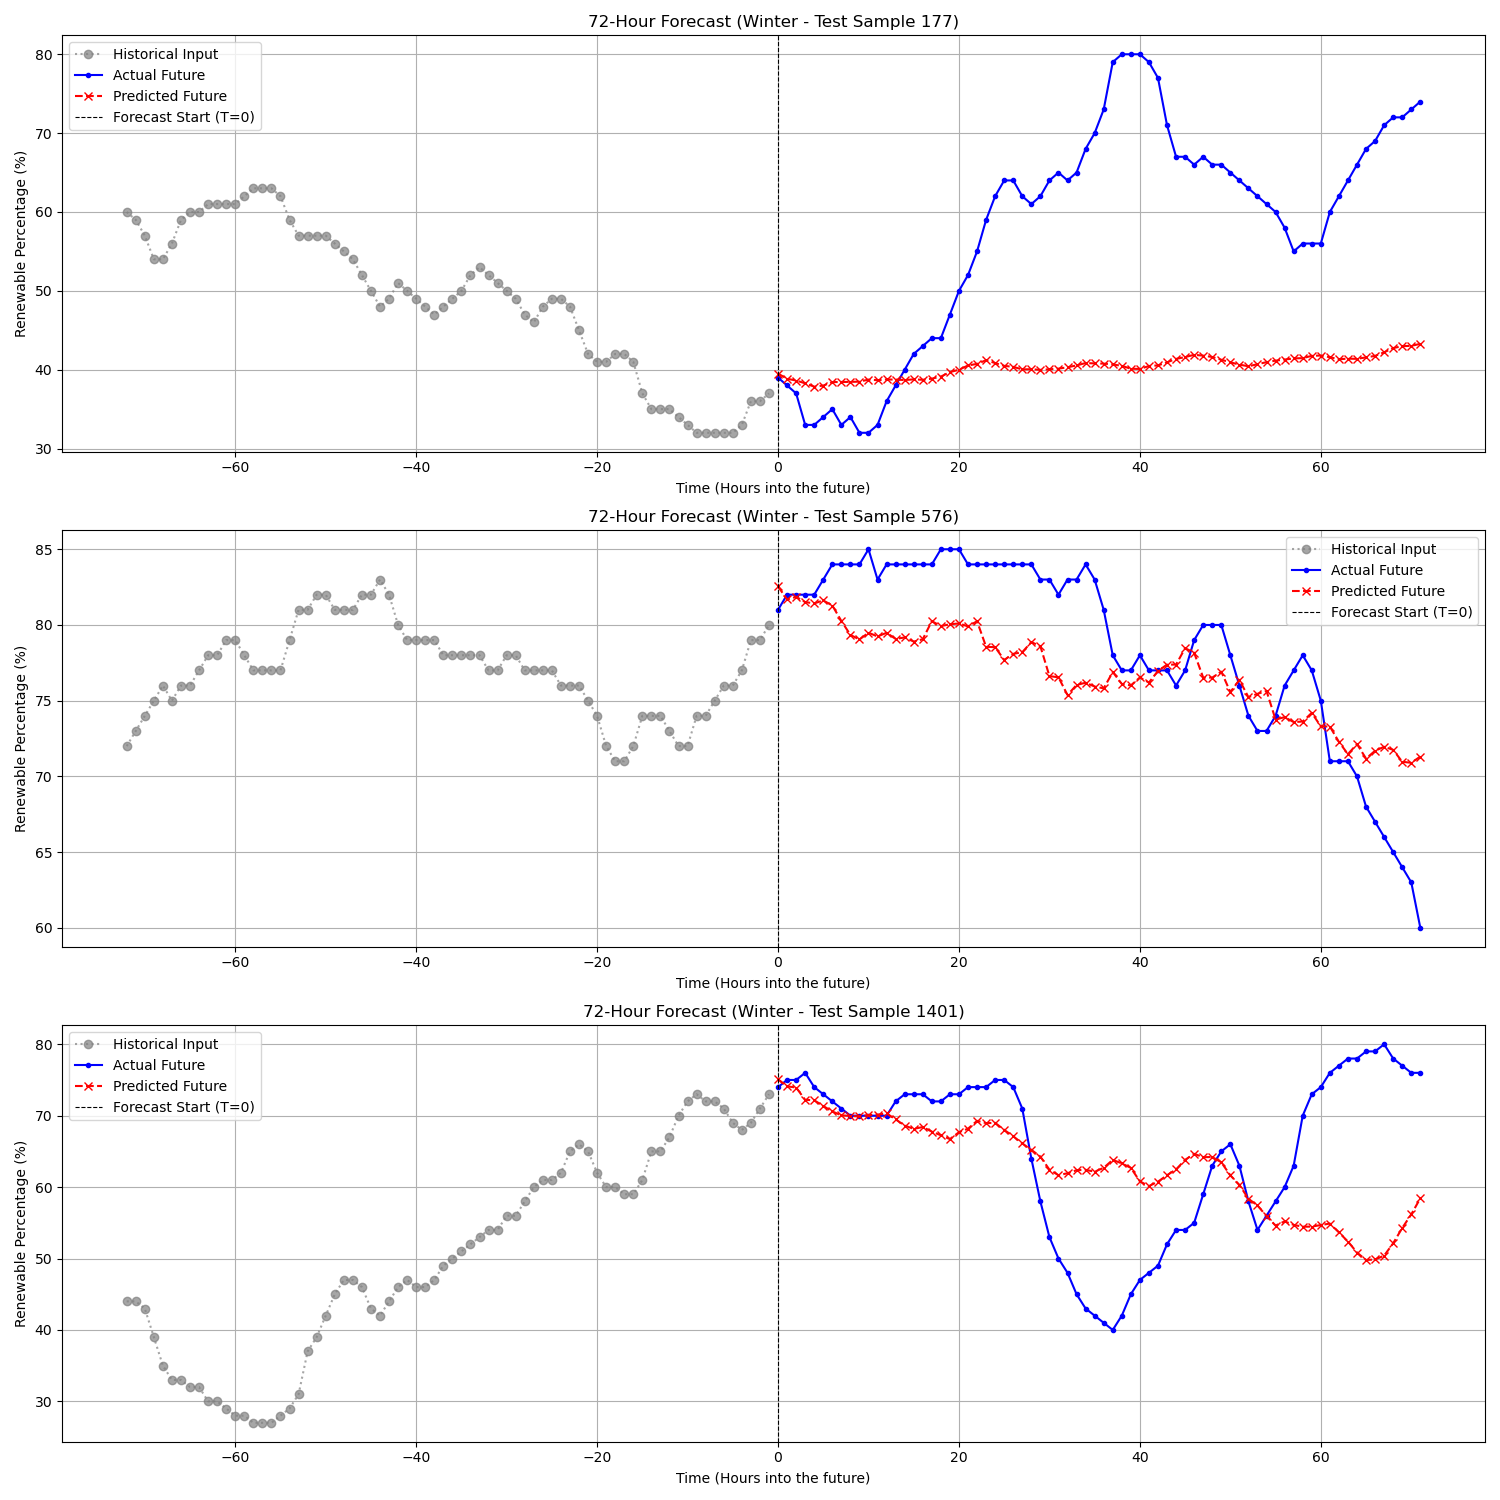 72-Hour Forecast (Winter - Test Sample 177)
Historical Input
Actual Future
Predicted Future
Forecast Start (T=0)
Renewable Percentage (%)
80
70
60
50
40
30
−60 −40 −20 0 20 40 60
Time (Hours into the future)
72-Hour Forecast (Winter - Test Sample 576)
Historical Input
Actual Future
Predicted Future
Forecast Start (T=0)
Renewable Percentage (%)
85
80
75
70
65
60
−60 −40 −20 0 20 40 60
Time (Hours into the future)
72-Hour Forecast (Winter - Test Sample 1401)
Historical Input
Actual Future
Predicted Future
Forecast Start (T=0)
Renewable Percentage (%)
80
70
60
50
40
30
−60 −40 −20 0 20 40 60
Time (Hours into the future)